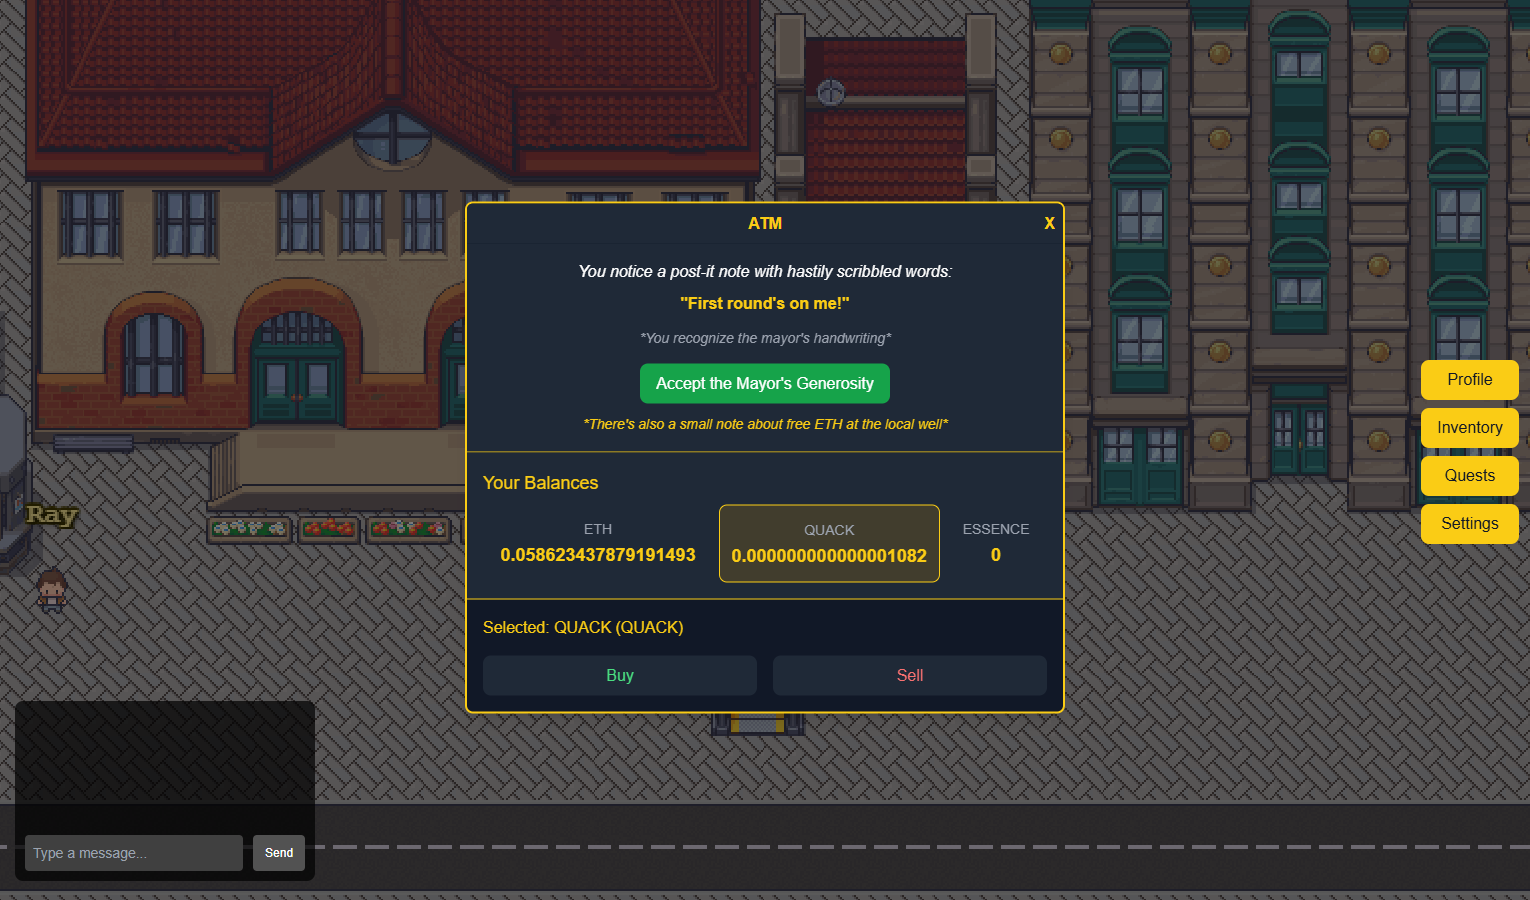 ATM
X
You notice a post-it note with hastily scribbled words:
"First round's on me!"
*You recognize the mayor's handwriting*
Accept the Mayor's Generosity
*There's also a small note about free ETH at the local well*
Your Balances
ETH
0.058623437879191493
QUACK
0.000000000000001082
ESSENCE
0
Selected: QUACK (QUACK)
Buy
Sell
Profile
Inventory
Quests
Settings
Ray
Type a message...
Send